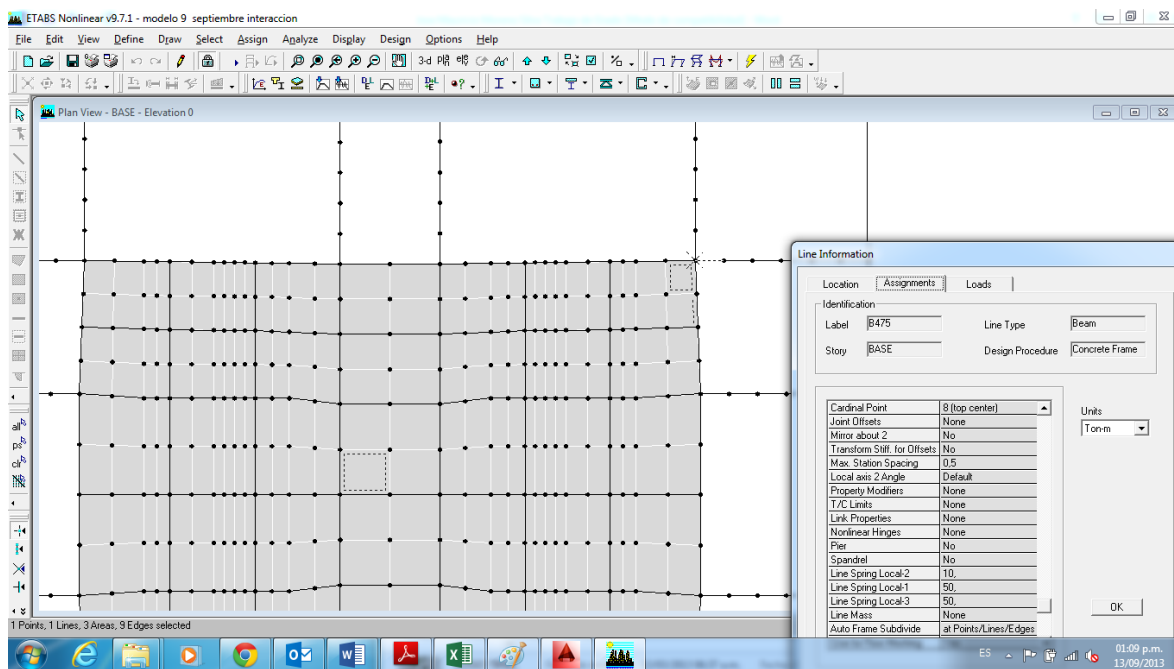 ETABS Nonlinear v9.7.1 - modelo 9 septiembre interaccion
File Edit View Define Draw Select Assign Analyze Display Design Options Help
3-d
Plan View - BASE - Elevation 0
all
ps
clr
Line Information
Location Assignments Loads
Identification
Label B475 Line Type Beam
Story BASE Design Procedure Concrete Frame
Cardinal Point 8 (top center)
Joint Offsets None
Mirror about 2 No
Transform Stiff. for Offsets No
Max. Station Spacing 0,5
Local axis 2 Angle Default
Property Modifiers None
T/C Limits None
Link Properties None
Nonlinear Hinges None
Pier No
Spandrel No
Line Spring Local-2 10,
Line Spring Local-1 50,
Line Spring Local-3 50,
Line Mass None
Auto Frame Subdivide at Points/Lines/Edges
Units
Ton-m
OK
1 Points, 1 Lines, 3 Areas, 9 Edges selected
ES 01:09 p.m.
13/09/2013